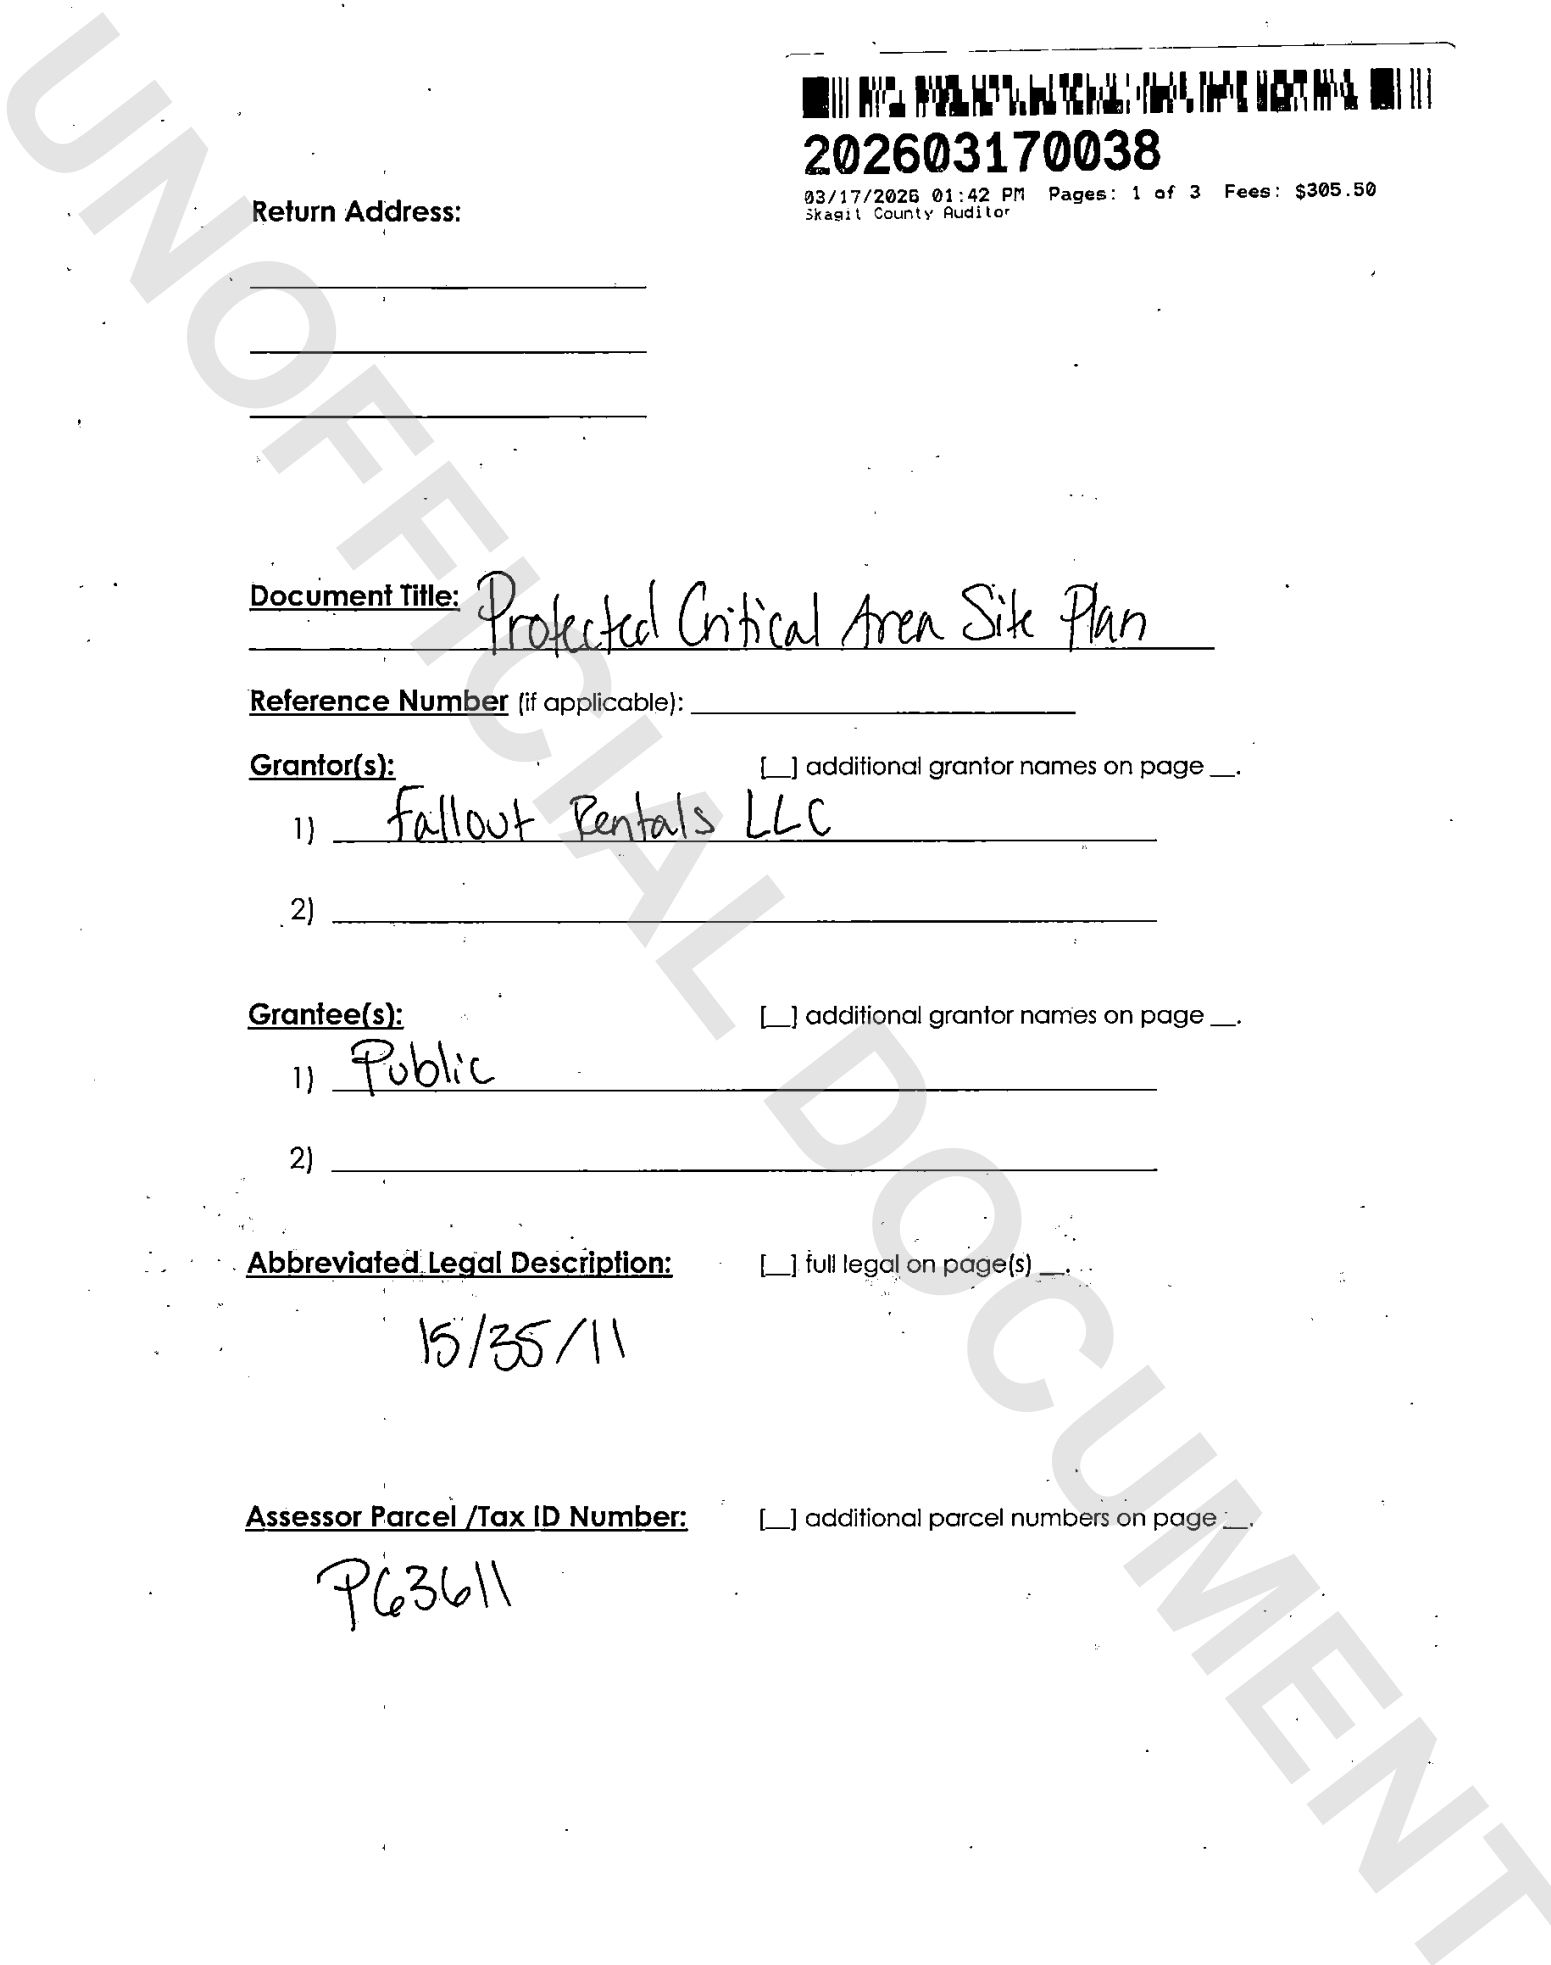 202603170038
03/17/2026 01:42 PM Pages: 1 of 3 Fees: $305.50
Skagit County Auditor
Return Address:
Document Title: Protected Critical Area Site Plan
Reference Number (if applicable):
Grantor(s): [__] additional grantor names on page __.
1) Fallout Rentals LLC
2)
Grantee(s): [__] additional grantor names on page __.
1) Public
2)
Abbreviated Legal Description: [__] full legal on page(s) __.
15/35/11
Assessor Parcel /Tax ID Number: [__] additional parcel numbers on page __.
P63611
UNOFFICIAL DOCUMENT